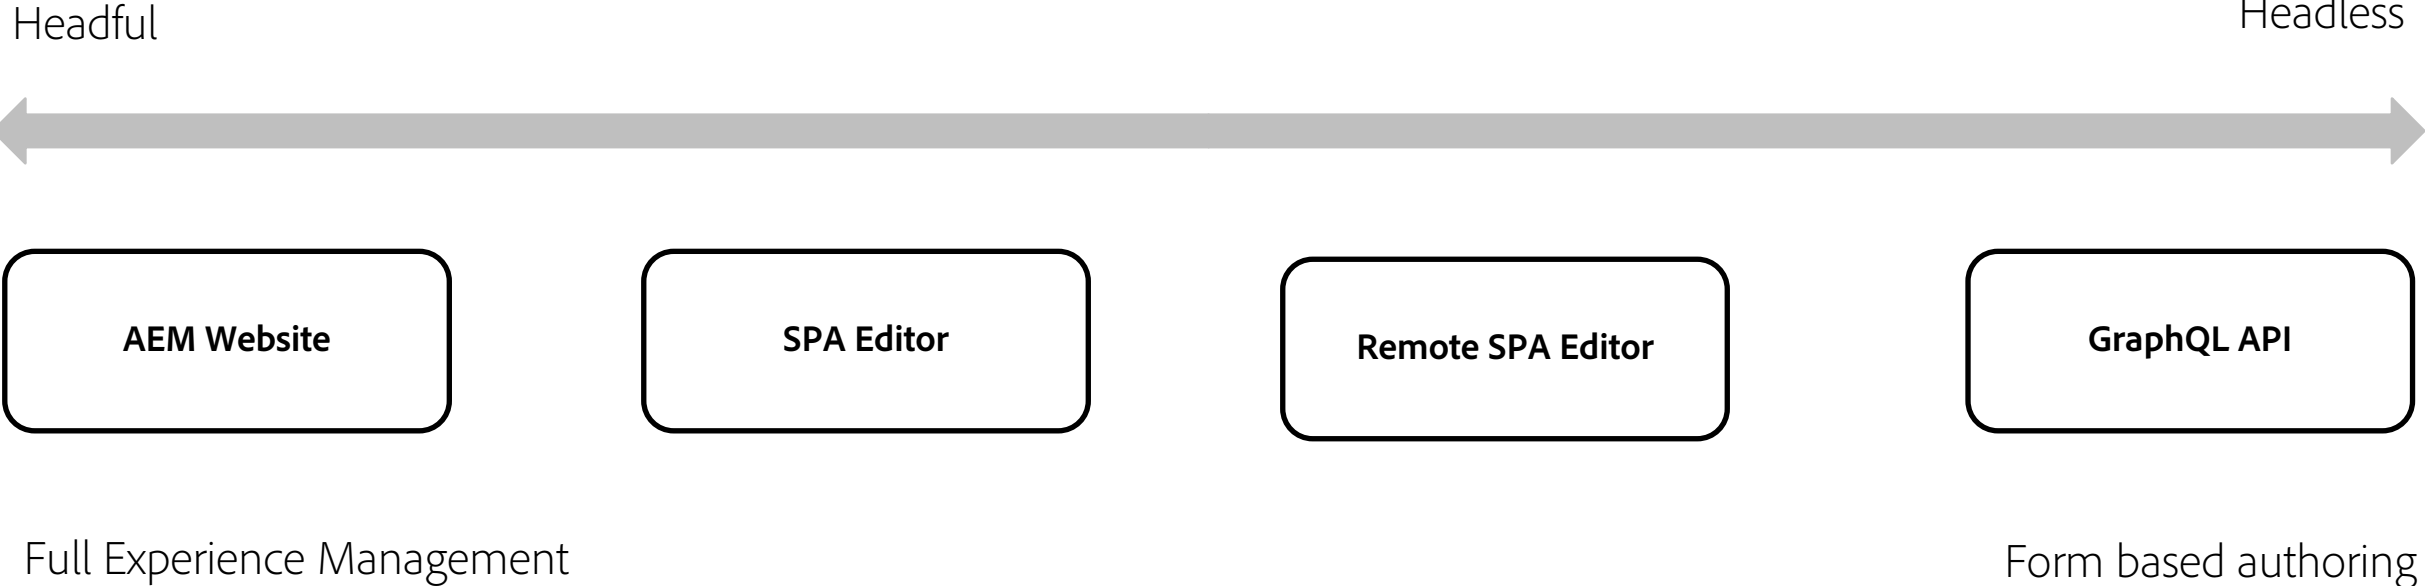 Headful
Headless
AEM Website
SPA Editor
Remote SPA Editor
GraphQL API
Full Experience Management
Form based authoring